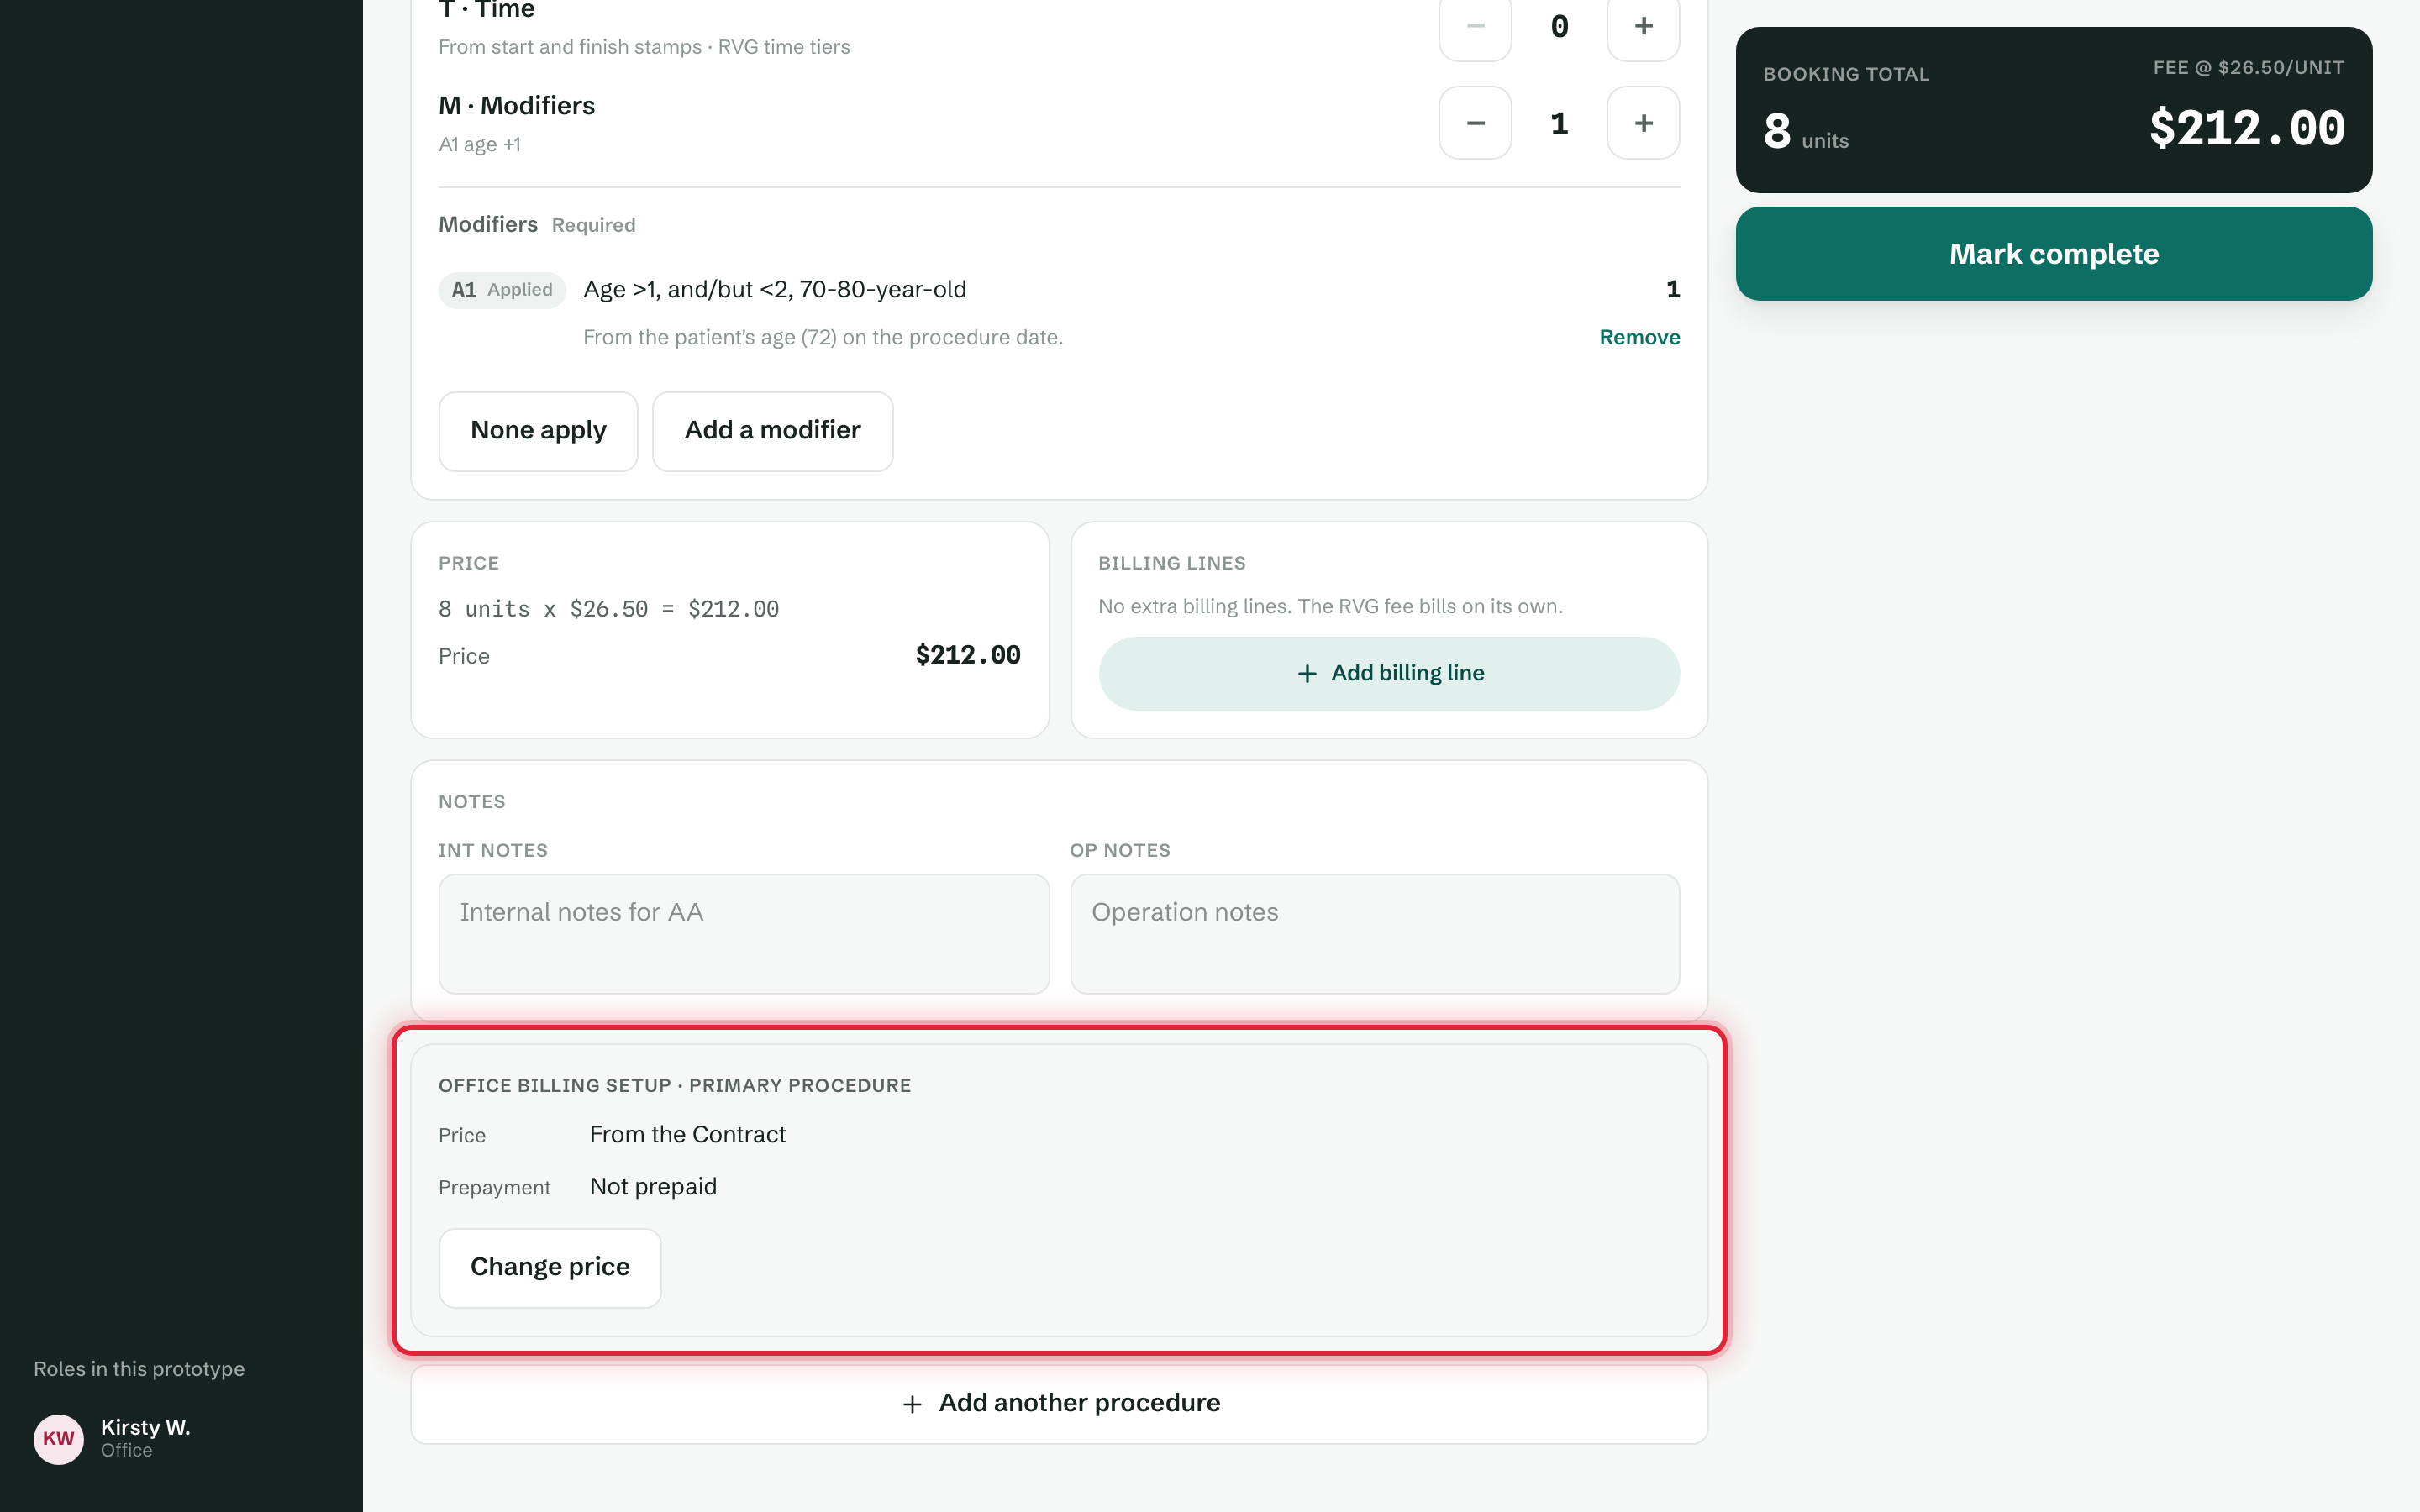 T · Time
From start and finish stamps · RVG time tiers
− 0 +
M · Modifiers
A1 age +1
− 1 +
Modifiers Required
A1 Applied Age >1, and/but <2, 70-80-year-old 1
From the patient's age (72) on the procedure date. Remove
None apply Add a modifier
PRICE
8 units x $26.50 = $212.00
Price $212.00
BILLING LINES
No extra billing lines. The RVG fee bills on its own.
+ Add billing line
NOTES
INT NOTES
Internal notes for AA
OP NOTES
Operation notes
OFFICE BILLING SETUP · PRIMARY PROCEDURE
Price From the Contract
Prepayment Not prepaid
Change price
+ Add another procedure
BOOKING TOTAL
8 units
FEE @ $26.50/UNIT
$212.00
Mark complete
Roles in this prototype
KW
Kirsty W.
Office